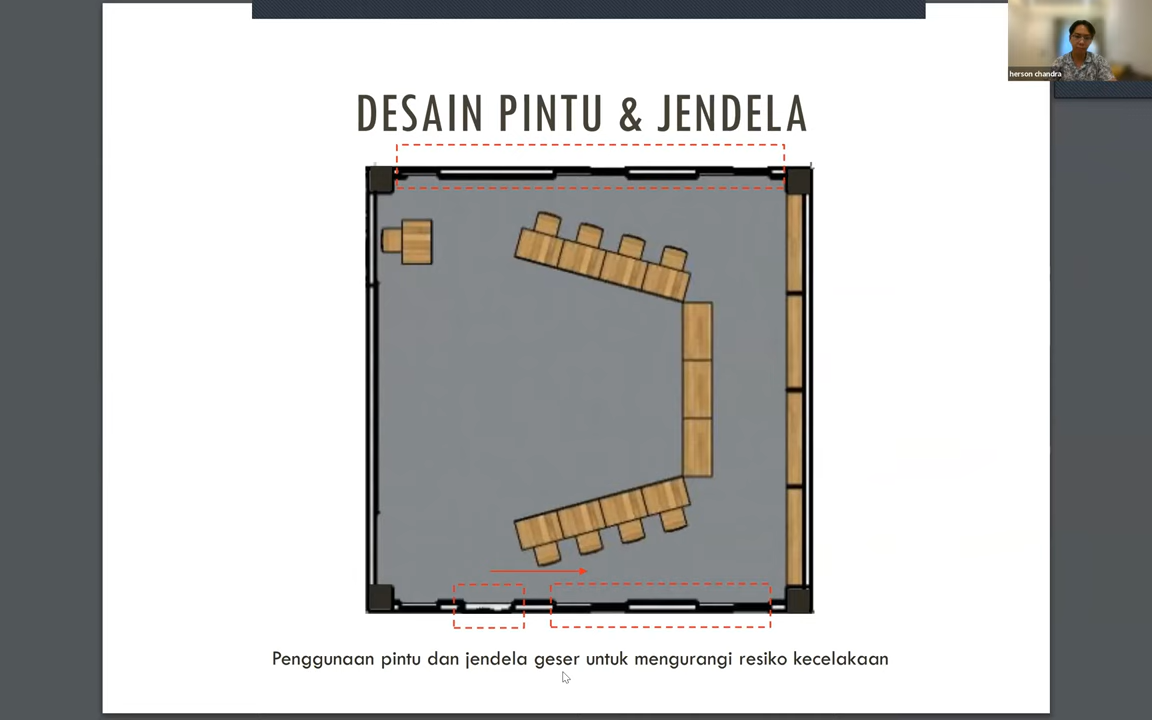 herson chandra
DESAIN PINTU & JENDELA
Penggunaan pintu dan jendela geser untuk mengurangi resiko kecelakaan